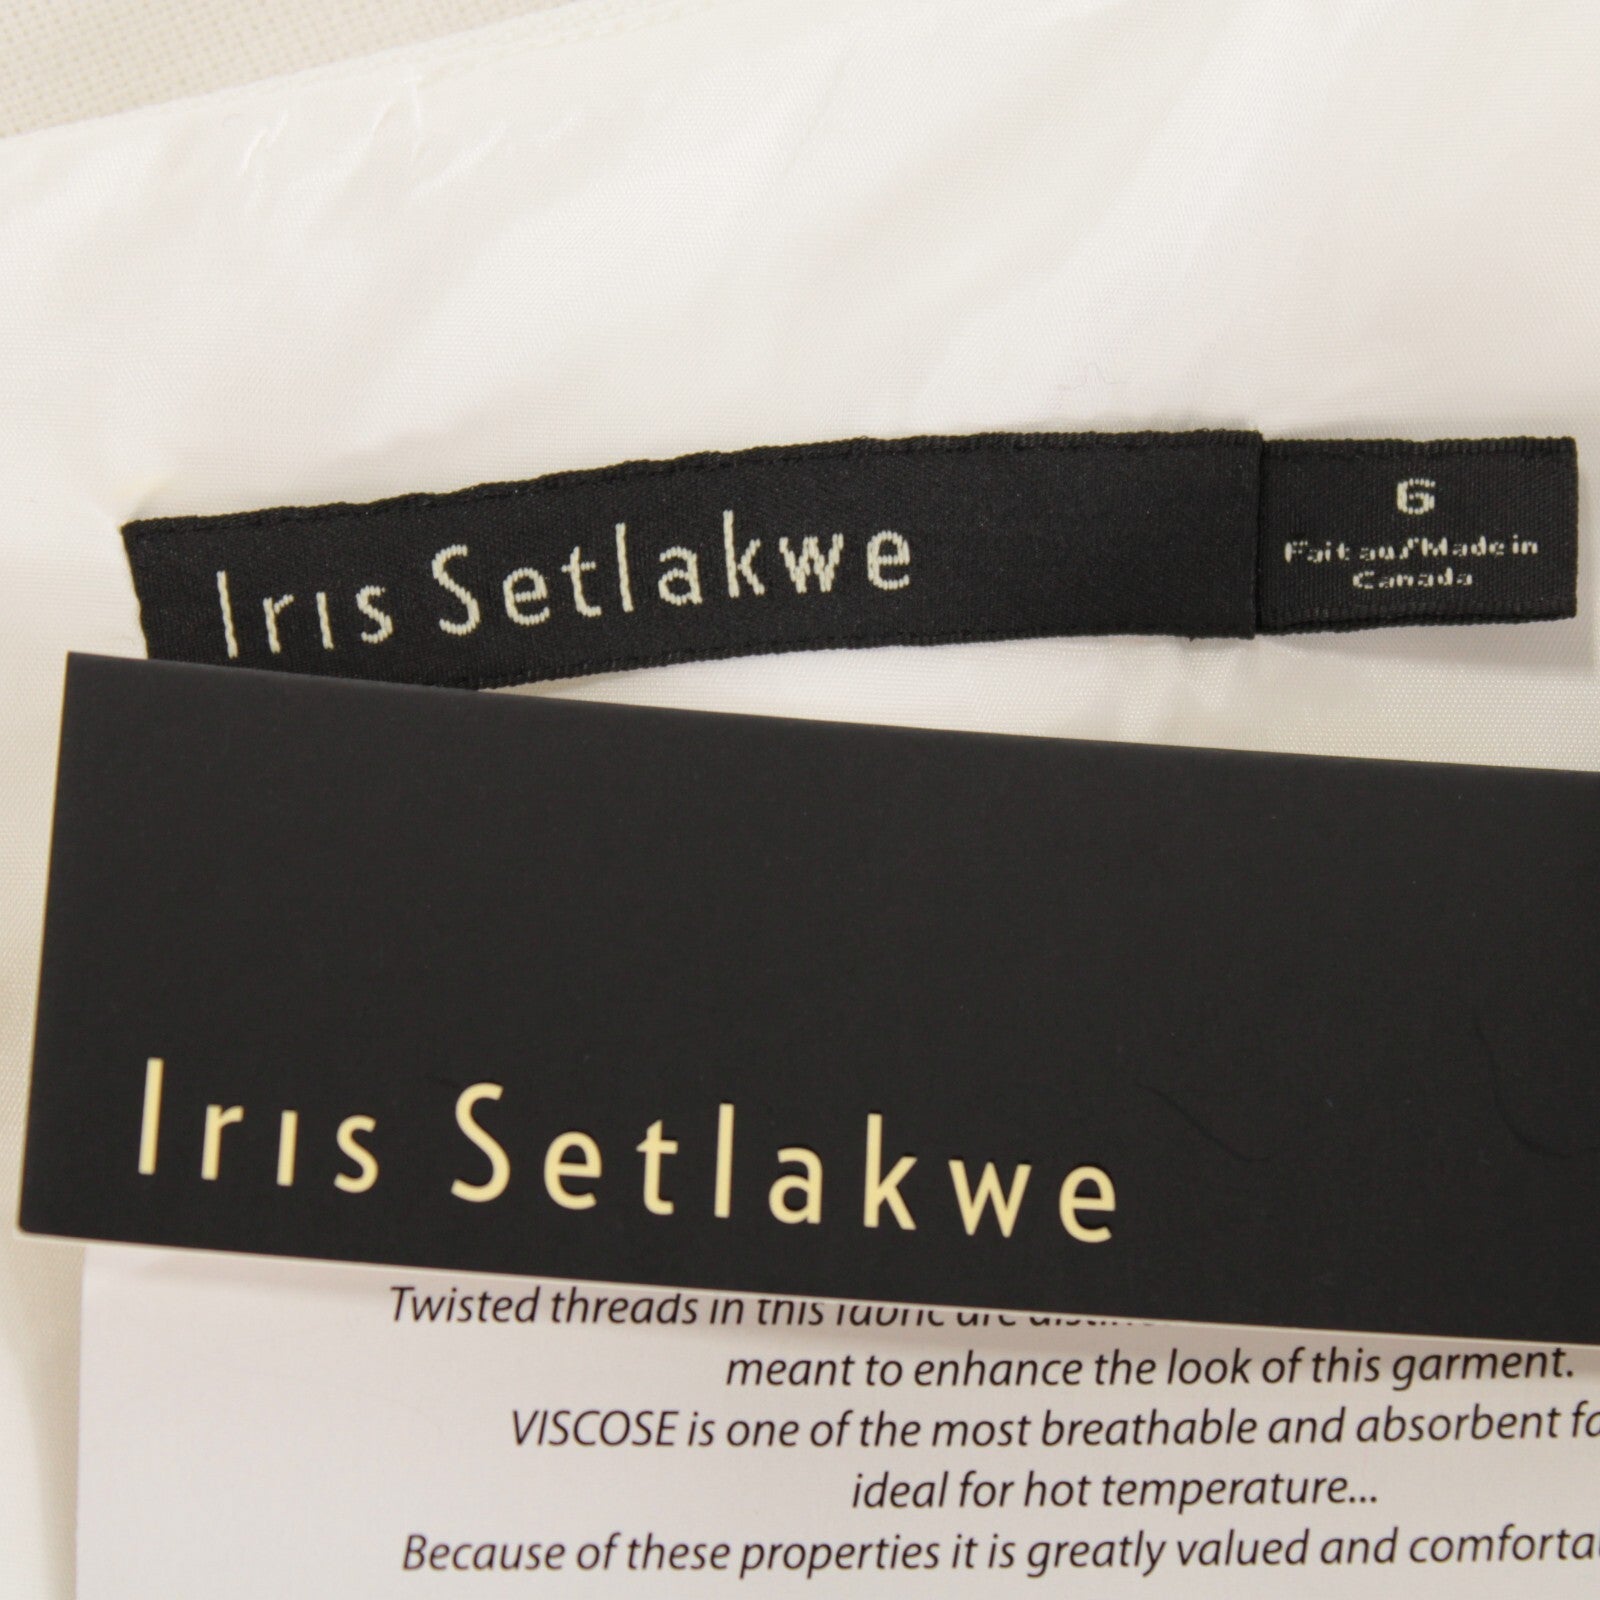 Iris Setlakwe
6
Fait au/Made in
Canada
Iris Setlakwe
Twisted threads in this fabric are
meant to enhance the look of this garment.
VISCOSE is one of the most breathable and absorbent
ideal for hot temperature...
Because of these properties it is greatly valued and